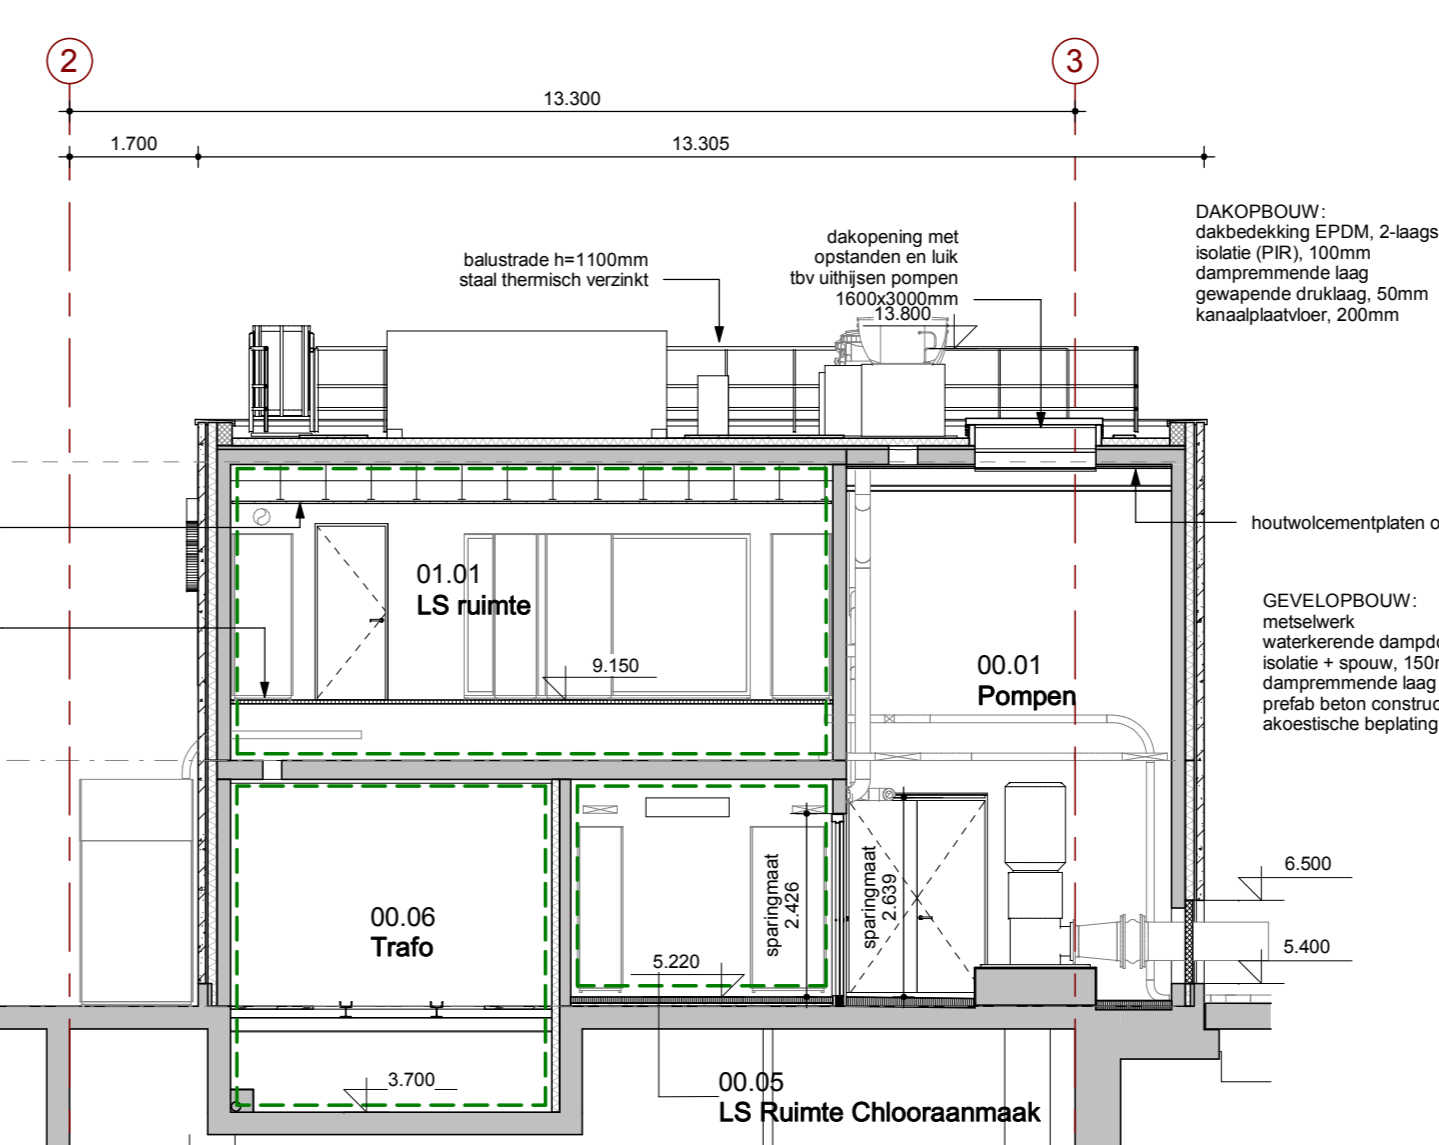 2
3
13.300
1.700
13.305
DAKOPBOUW:
dakbedekking EPDM, 2-laags
isolatie (PIR), 100mm
dampremmende laag
gewapende druklaag, 50mm
kanaalplaatvloer, 200mm
balustrade h=1100mm
staal thermisch verzinkt
dakopening met
opstanden en luik
tbv uithijsen pompen
1600x3000mm
13.800
houtwolcementplaten o
01.01
LS ruimte
9.150
00.01
Pompen
GEVELOPBOUW:
metselwerk
waterkerende dampdo
isolatie + spouw, 150m
dampremmende laag
prefab beton construc
akoestische beplating
00.06
Trafo
sparingmaat
2.426
sparingmaat
2.639
6.500
5.400
5.220
3.700
00.05
LS Ruimte Chlooraanmaak